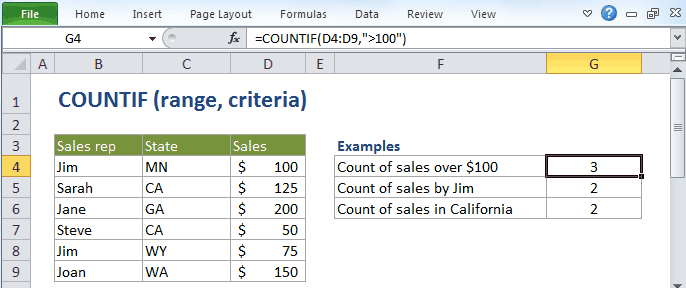 File Home Insert Page Layout Formulas Data Review View
G4 fx =COUNTIF(D4:D9,">100")
A B C D E F G
1 COUNTIF (range, criteria)
2
3 Sales rep State Sales Examples
4 Jim MN $ 100 Count of sales over $100 3
5 Sarah CA $ 125 Count of sales by Jim 2
6 Jane GA $ 200 Count of sales in California 2
7 Steve CA $ 50
8 Jim WY $ 75
9 Joan WA $ 150